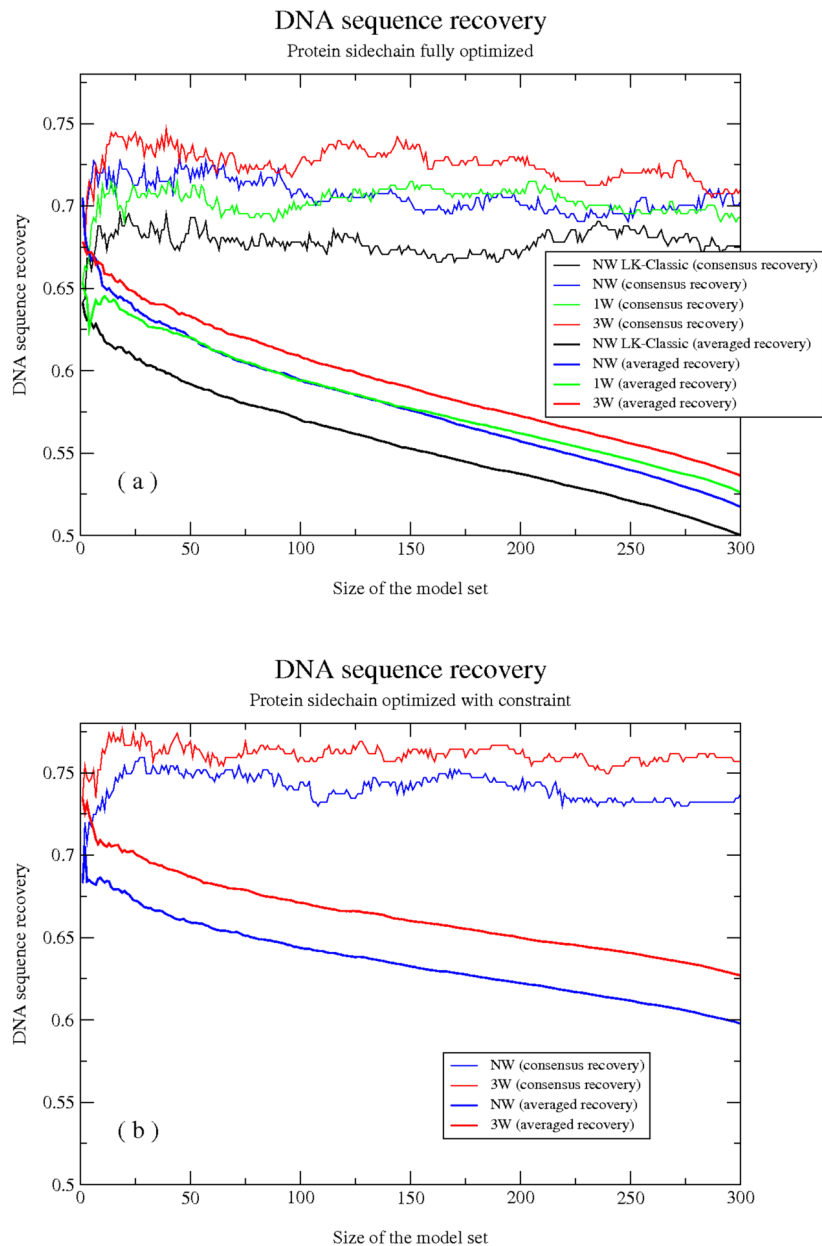 DNA sequence recovery
Protein sidechain fully optimized
0.75
0.7
0.65
0.6
0.55
0.5
DNA sequence recovery
NW LK-Classic (consensus recovery)
NW (consensus recovery)
1W (consensus recovery)
3W (consensus recovery)
NW LK-Classic (averaged recovery)
NW (averaged recovery)
1W (averaged recovery)
3W (averaged recovery)
( a )
0 50 100 150 200 250 300
Size of the model set
DNA sequence recovery
Protein sidechain optimized with constraint
0.75
0.7
0.65
0.6
0.55
0.5
DNA sequence recovery
NW (consensus recovery)
3W (consensus recovery)
NW (averaged recovery)
3W (averaged recovery)
( b )
0 50 100 150 200 250 300
Size of the model set